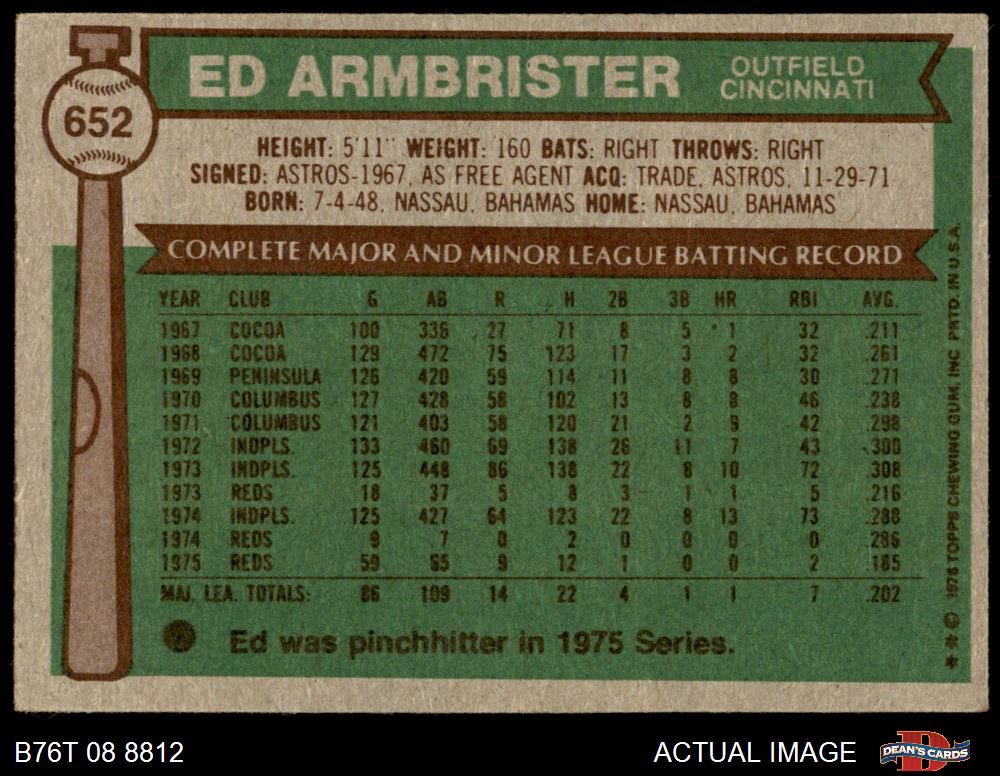 652
ED ARMBRISTER
OUTFIELD
CINCINNATI
HEIGHT: 5'11" WEIGHT: 160 BATS: RIGHT THROWS: RIGHT
SIGNED: ASTROS-1967, AS FREE AGENT ACQ: TRADE, ASTROS, 11-29-71
BORN: 7-4-48, NASSAU, BAHAMAS HOME: NASSAU, BAHAMAS
COMPLETE MAJOR AND MINOR LEAGUE BATTING RECORD
YEAR CLUB G AB R H 2B 3B HR RBI AVG.
1967 COCOA 100 336 27 71 8 5 1 32 .211
1968 COCOA 129 472 75 123 17 3 2 32 .261
1969 PENINSULA 126 420 59 114 11 8 8 30 .271
1970 COLUMBUS 127 428 58 102 13 8 8 46 .238
1971 COLUMBUS 121 403 58 120 21 2 9 42 .298
1972 INDPLS. 133 460 69 138 26 11 7 43 .300
1973 INDPLS. 125 448 86 138 22 8 10 72 .308
1973 REDS 18 37 5 8 3 1 1 5 .216
1974 INDPLS. 125 427 64 123 22 8 13 73 .288
1974 REDS 9 7 0 2 0 0 0 0 .286
1975 REDS 59 65 9 12 1 0 0 2 .185
MAJ. LEA. TOTALS: 86 109 14 22 4 1 1 7 .202
Ed was pinchhitter in 1975 Series.
* * © 1976 TOPPS CHEWING GUM, INC. PRTD. IN U.S.A.
B76T 08 8812
ACTUAL IMAGE
D
DEAN'S CARDS